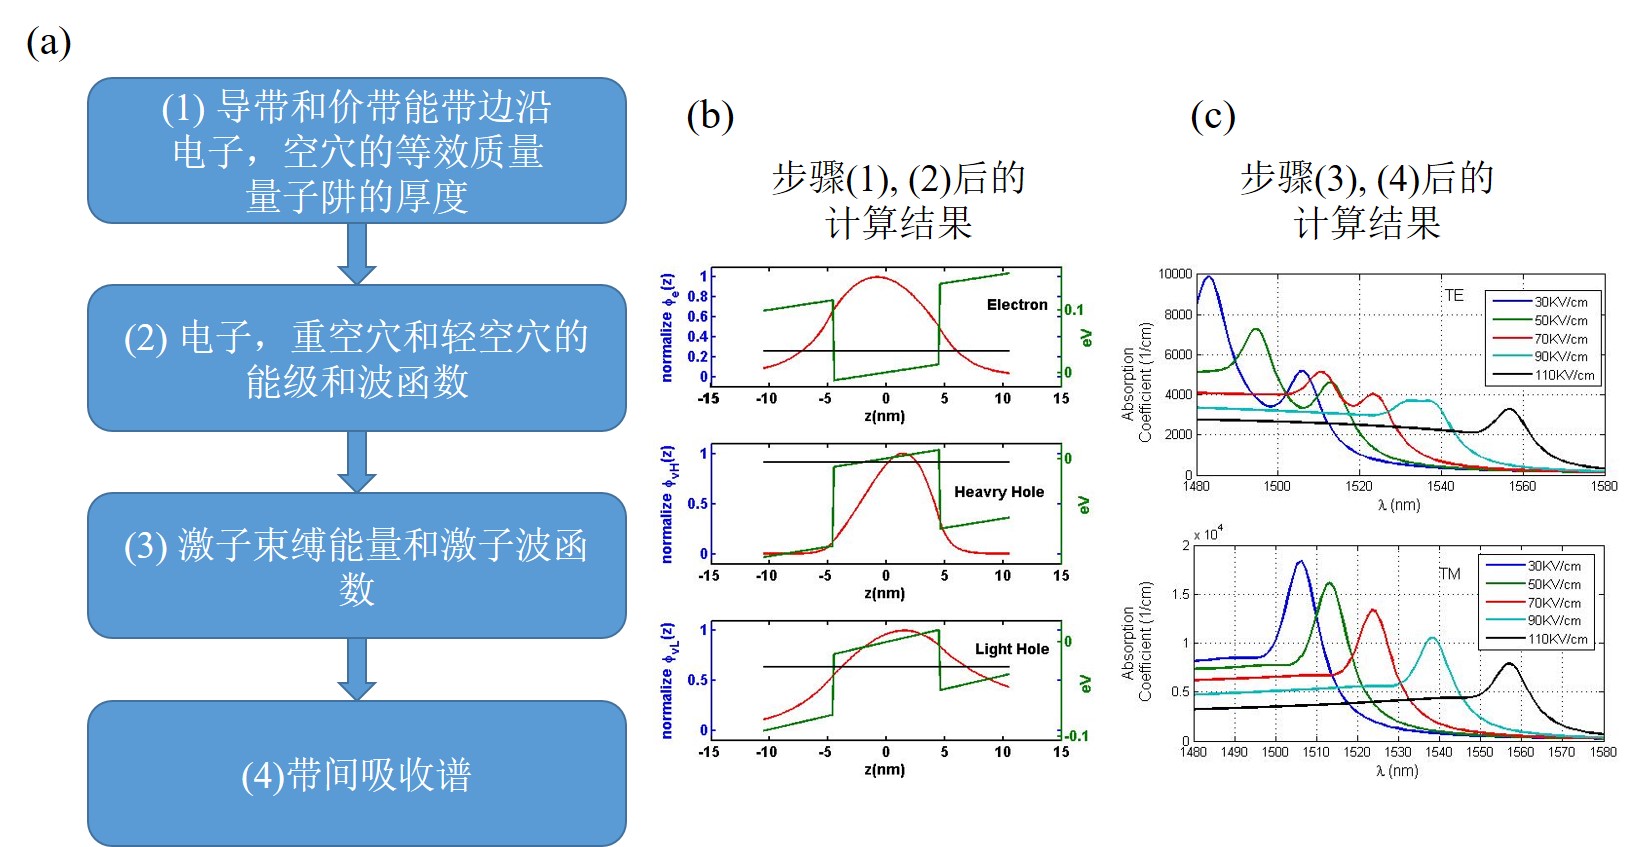 (a)
(1) 导带和价带能带边沿
电子，空穴的等效质量
量子阱的厚度
(2) 电子，重空穴和轻空穴的
能级和波函数
(3) 激子束缚能量和激子波函
数
(4)带间吸收谱
(b)
步骤(1), (2)后的
计算结果
normalize ϕe(z)
1
0.8
0.6
0.4
0.2
0
Electron
0.1
0
eV
-15 -10 -5 0 5 10 15
z(nm)
normalize ϕvH(z)
1
0.5
0
Heavry Hole
0
eV
-15 -10 -5 0 5 10 15
z(nm)
normalize ϕvL(z)
1
0.5
0
Light Hole
0
-0.1
eV
-15 -10 -5 0 5 10 15
z(nm)
(c)
步骤(3), (4)后的
计算结果
Absorption
Coefficient (1/cm)
10000
8000
6000
4000
2000
0
TE
30KV/cm
50KV/cm
70KV/cm
90KV/cm
110KV/cm
1480 1500 1520 1540 1560 1580
λ (nm)
x 10⁴
Absorption
Coefficient (1/cm)
2
1.5
1
0.5
0
TM
30KV/cm
50KV/cm
70KV/cm
90KV/cm
110KV/cm
1480 1490 1500 1510 1520 1530 1540 1550 1560 1570 1580
λ (nm)